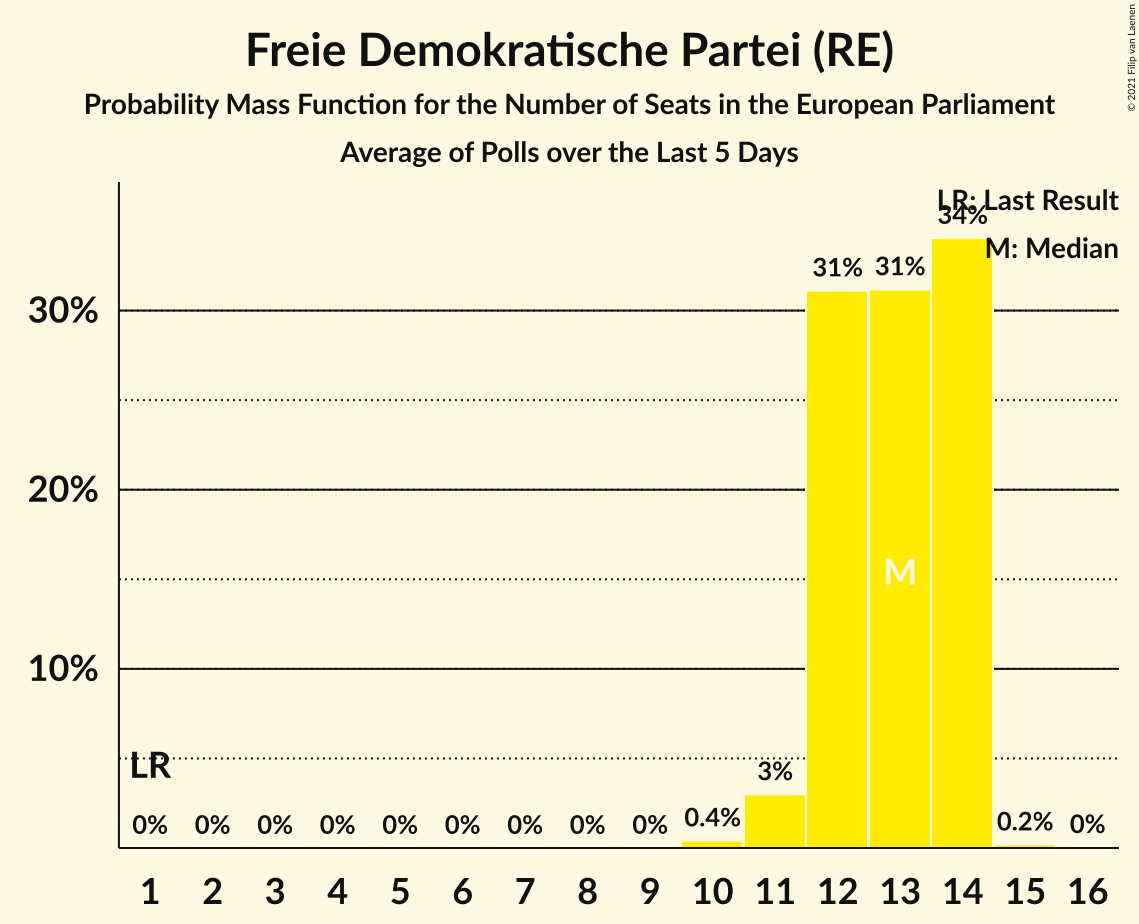 Freie Demokratische Partei (RE)
Probability Mass Function for the Number of Seats in the European Parliament
Average of Polls over the Last 5 Days
© 2021 Filip van Laenen
LR: Last Result
M: Median
34%
31% 31%
30%
20%
M
10%
LR
3%
0% 0% 0% 0% 0% 0% 0% 0% 0% 0.4% 0.2% 0%
1 2 3 4 5 6 7 8 9 10 11 12 13 14 15 16